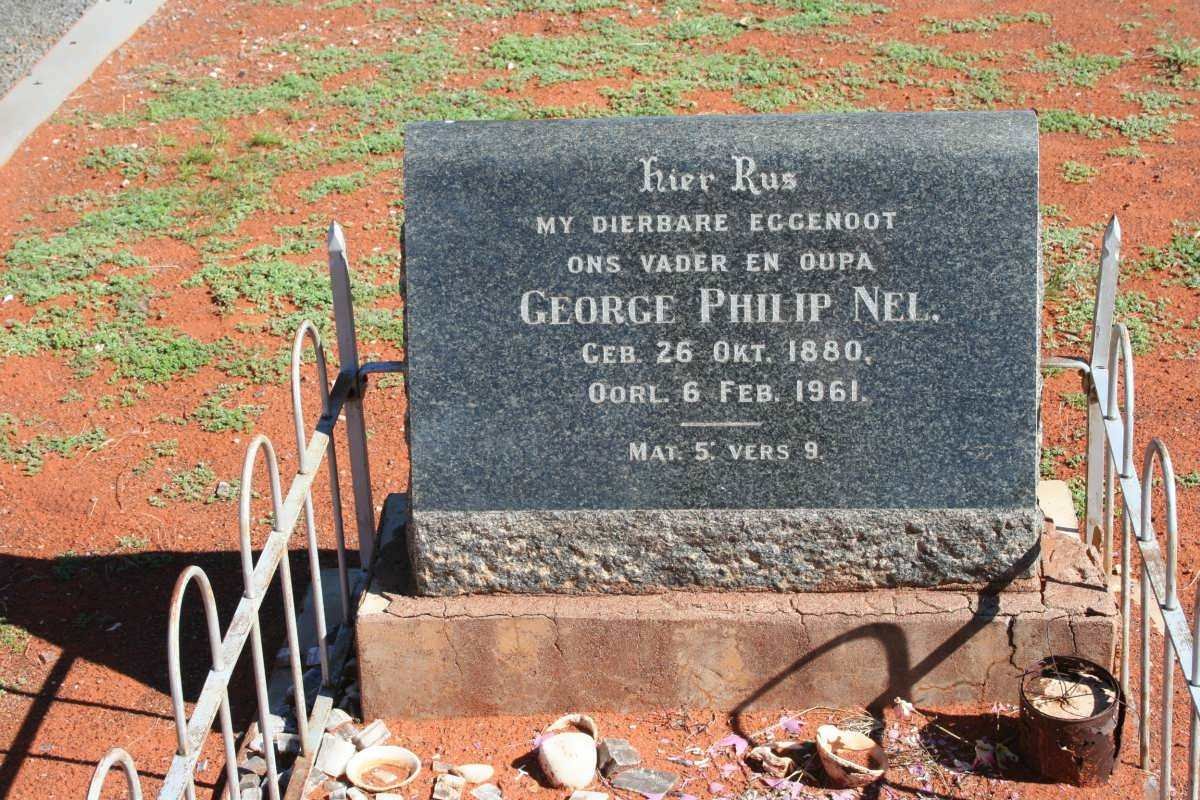 Hier Rus
MY DIERBARE EGGENOOT
ONS VADER EN OUPA
GEORGE PHILIP NEL.
GEB. 26 OKT. 1880.
OORL. 6 FEB. 1961.
MAT. 5. VERS 9.